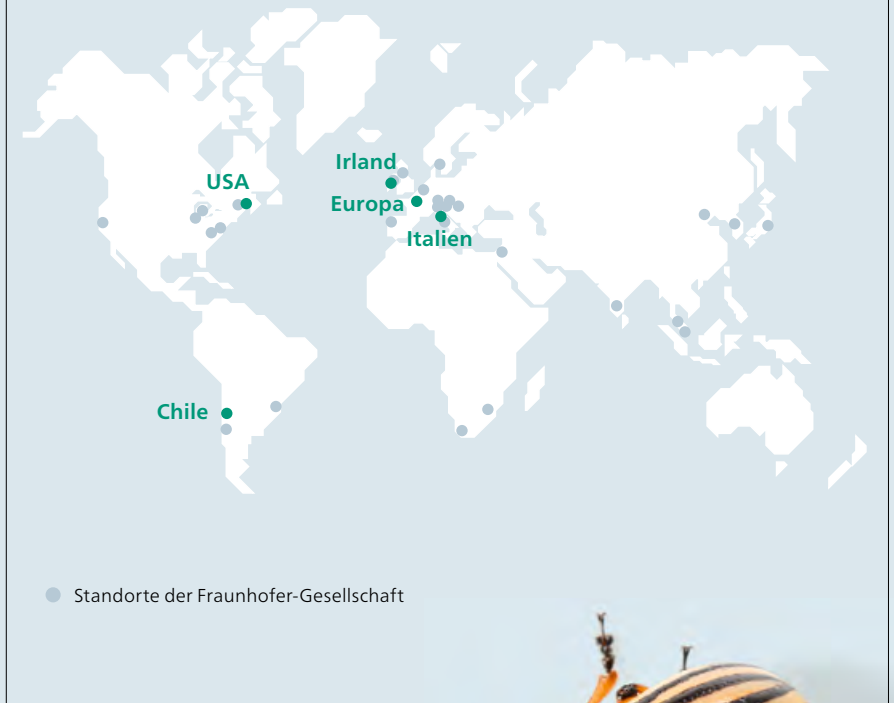 Irland
USA
Europa
Italien
Chile
Standorte der Fraunhofer-Gesellschaft